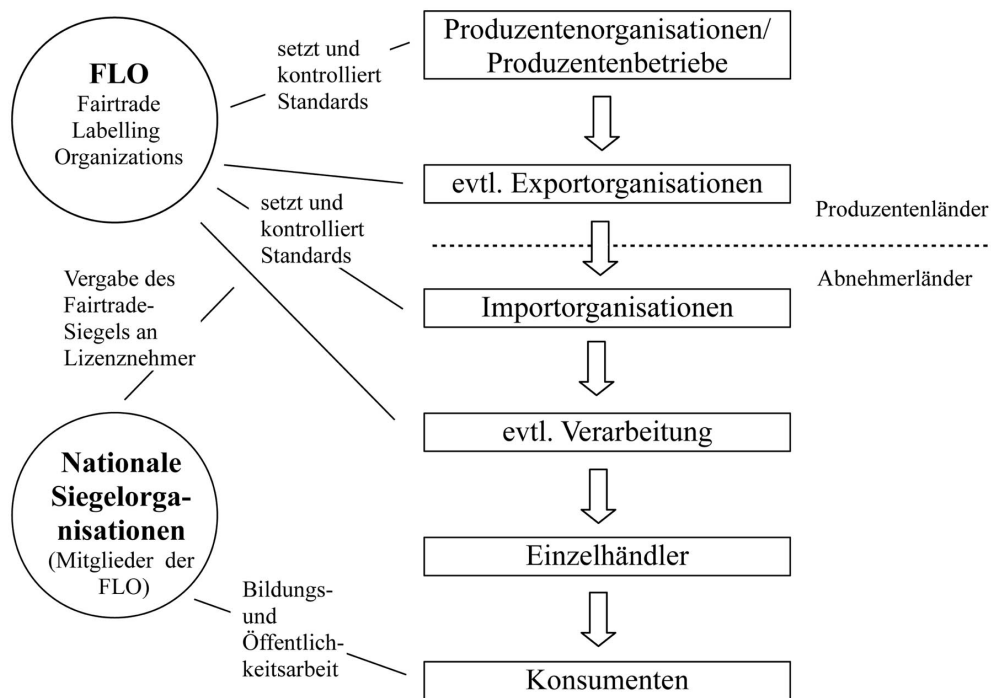 FLO
Fairtrade
Labelling
Organizations
setzt und
kontrolliert
Standards
Produzentenorganisationen/
Produzentenbetriebe
evtl. Exportorganisationen
setzt und
kontrolliert
Standards
Produzentenländer
Abnehmerländer
Vergabe des
Fairtrade-
Siegels an
Lizenznehmer
Importorganisationen
evtl. Verarbeitung
Nationale
Siegelorga-
nisationen
(Mitglieder der
FLO)
Einzelhändler
Bildungs-
und
Öffentlich-
keitsarbeit
Konsumenten